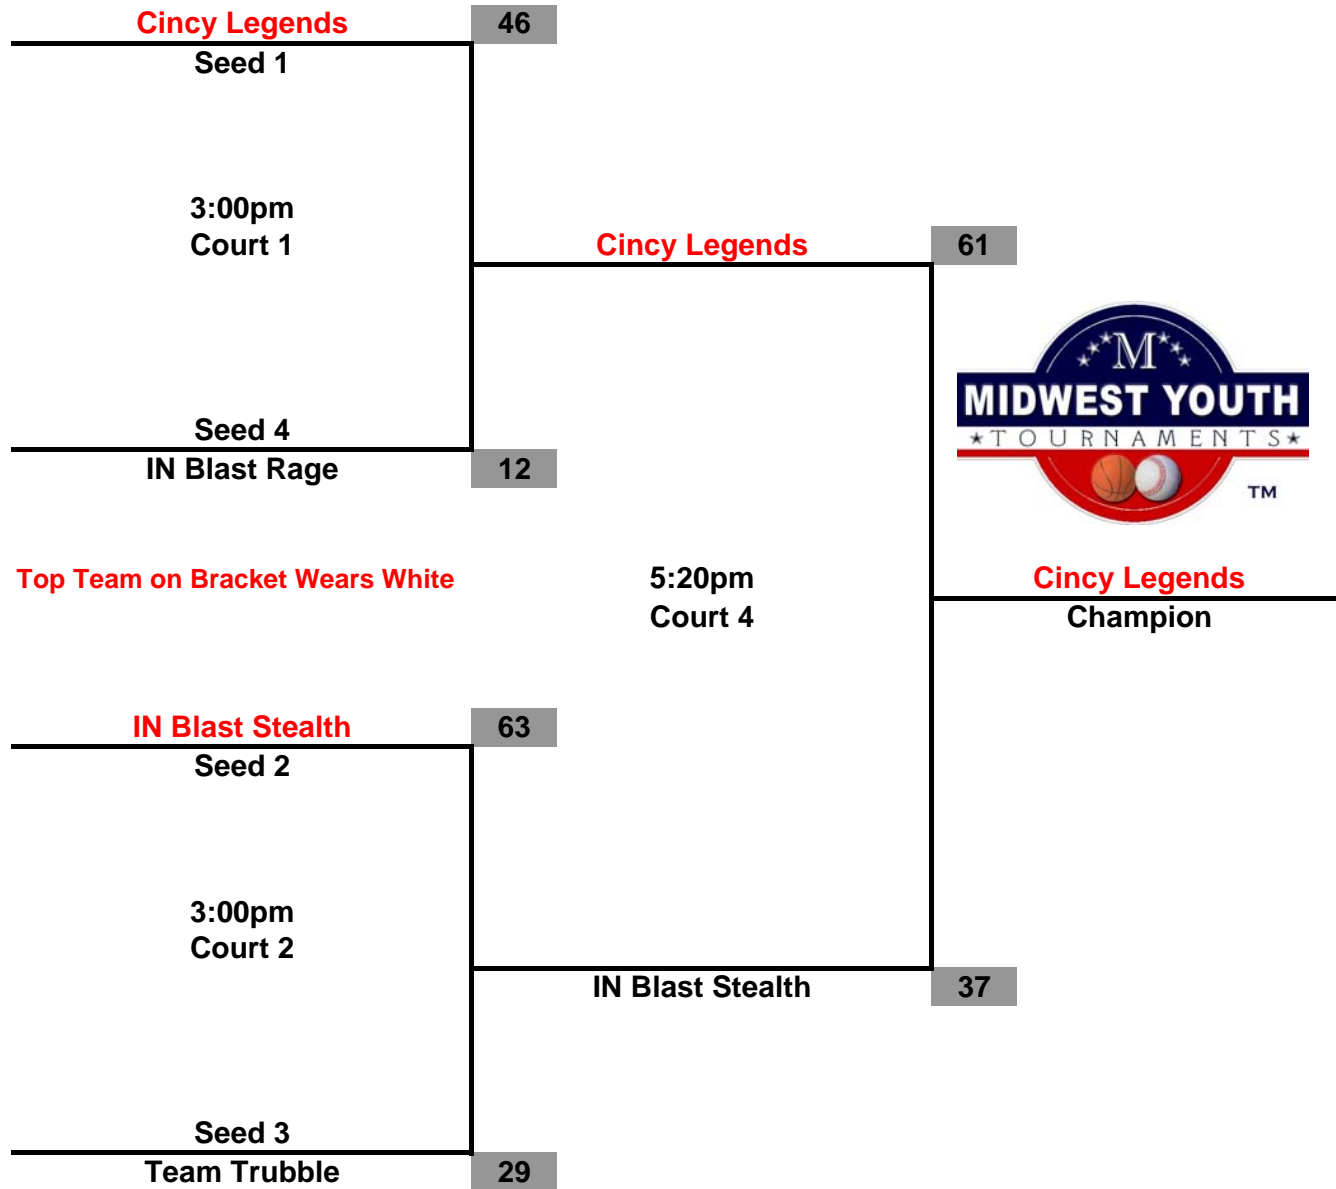 Cincy Legends 46
Seed 1
3:00pm
Court 1
Cincy Legends 61
M
MIDWEST YOUTH
★TOURNAMENTS★
TM
Seed 4
IN Blast Rage 12
Top Team on Bracket Wears White
5:20pm
Court 4
Cincy Legends
Champion
IN Blast Stealth 63
Seed 2
3:00pm
Court 2
IN Blast Stealth 37
Seed 3
Team Trubble 29